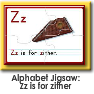 Zz
Zz is for zither.
Alphabet Jigsaw:
Zz is for zither